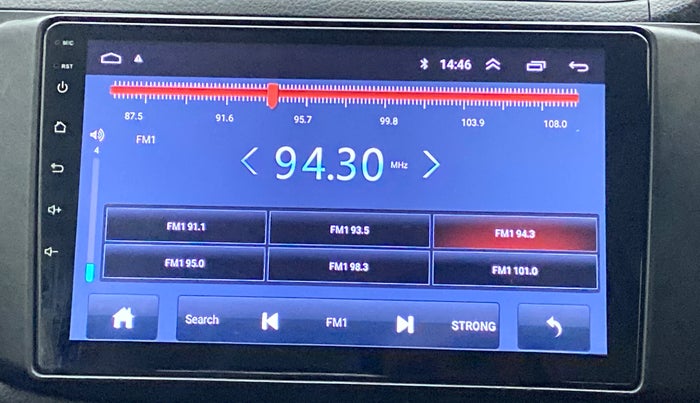 MIC
14:46
RST
87.5 91.6 95.7 99.8 103.9 108.0
FM1
4
94.30 MHz
FM1 91.1 FM1 93.5 FM1 94.3
FM1 95.0 FM1 98.3 FM1 101.0
Search FM1 STRONG